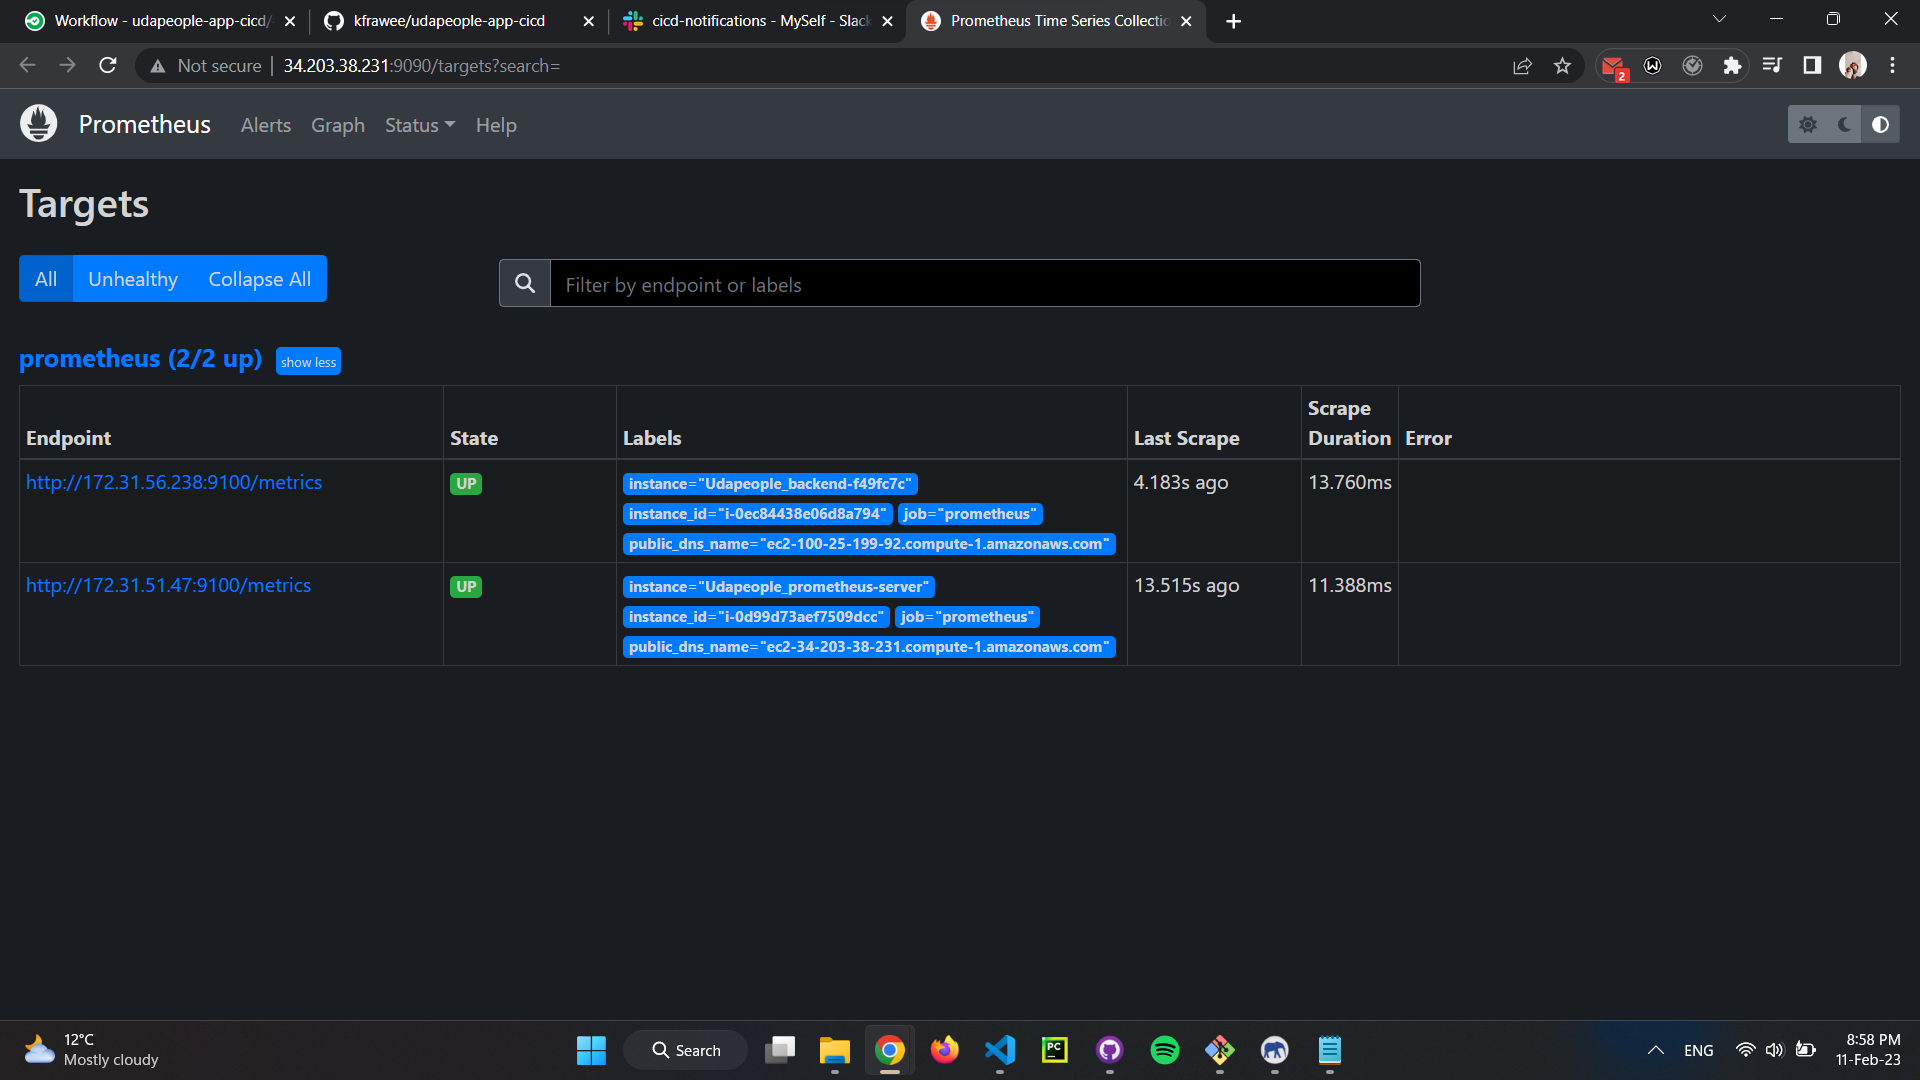 Workflow - udapeople-app-cicd/
kfrawee/udapeople-app-cicd
cicd-notifications - MySelf - Slack
Prometheus Time Series Collectio
Not secure
34.203.38.231:9090/targets?search=
2
Prometheus
Alerts
Graph
Status
Help
Targets
All
Unhealthy
Collapse All
Filter by endpoint or labels
prometheus (2/2 up)
show less
Endpoint
State
Labels
Last Scrape
Scrape
Duration
Error
http://172.31.56.238:9100/metrics
UP
instance="Udapeople_backend-f49fc7c"
instance_id="i-0ec84438e06d8a794" job="prometheus"
public_dns_name="ec2-100-25-199-92.compute-1.amazonaws.com"
4.183s ago
13.760ms
http://172.31.51.47:9100/metrics
UP
instance="Udapeople_prometheus-server"
instance_id="i-0d99d73aef7509dcc" job="prometheus"
public_dns_name="ec2-34-203-38-231.compute-1.amazonaws.com"
13.515s ago
11.388ms
12°C
Mostly cloudy
Search
PC
ENG
8:58 PM
11-Feb-23